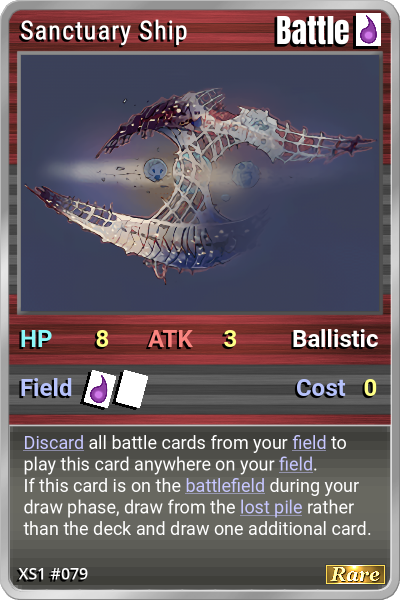 Sanctuary Ship Battle
HP 8 ATK 3 Ballistic
Field Cost 0
Discard all battle cards from your field to
play this card anywhere on your field.
If this card is on the battlefield during your
draw phase, draw from the lost pile rather
than the deck and draw one additional card.
XS1 #079 Rare